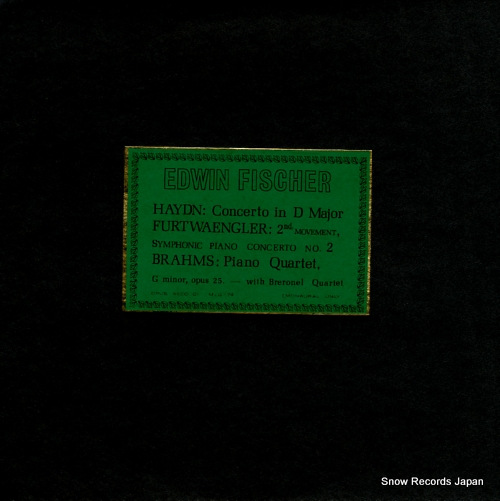 EDWIN FISCHER
HAYDN: Concerto in D Major
FURTWAENGLER: 2nd. MOVEMENT,
SYMPHONIC PIANO CONCERTO NO. 2
BRAHMS: Piano Quartet,
G minor, opus 25. — with Breronel Quartet
Snow Records Japan